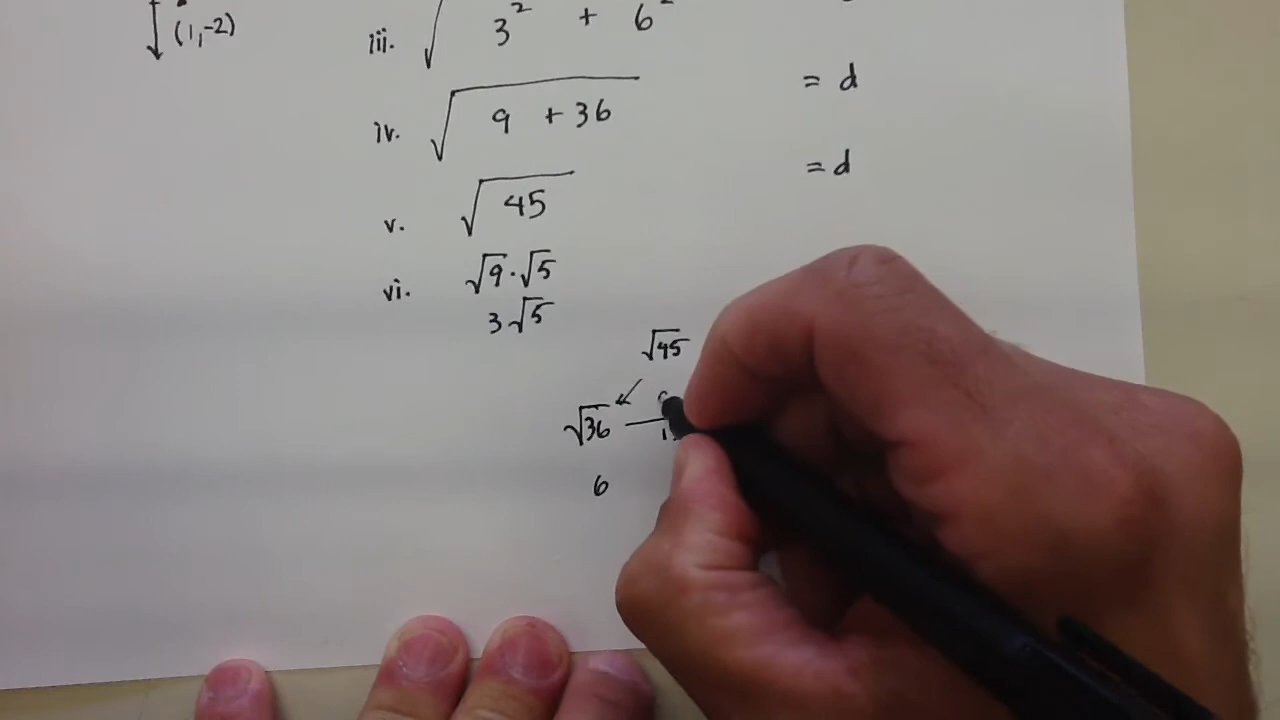 (1,-2)
iii. √ 3² + 6²
= d
iv. √ 9 + 36
= d
v. √ 45
vi. √9 · √5
3√5
√45
√36
6